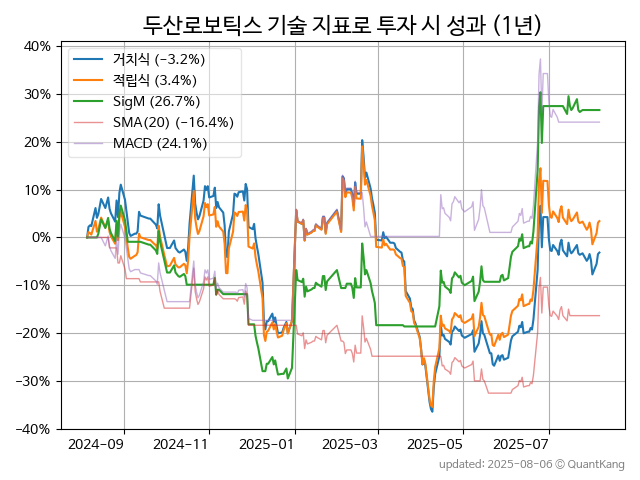 두산로보틱스 기술 지표로 투자 시 성과 (1년)
거치식 (−3.2%)
적립식 (3.4%)
SigM (26.7%)
SMA(20) (−16.4%)
MACD (24.1%)
40%
30%
20%
10%
0%
−10%
−20%
−30%
−40%
2024-09 2024-11 2025-01 2025-03 2025-05 2025-07
updated: 2025-08-06 © QuantKang